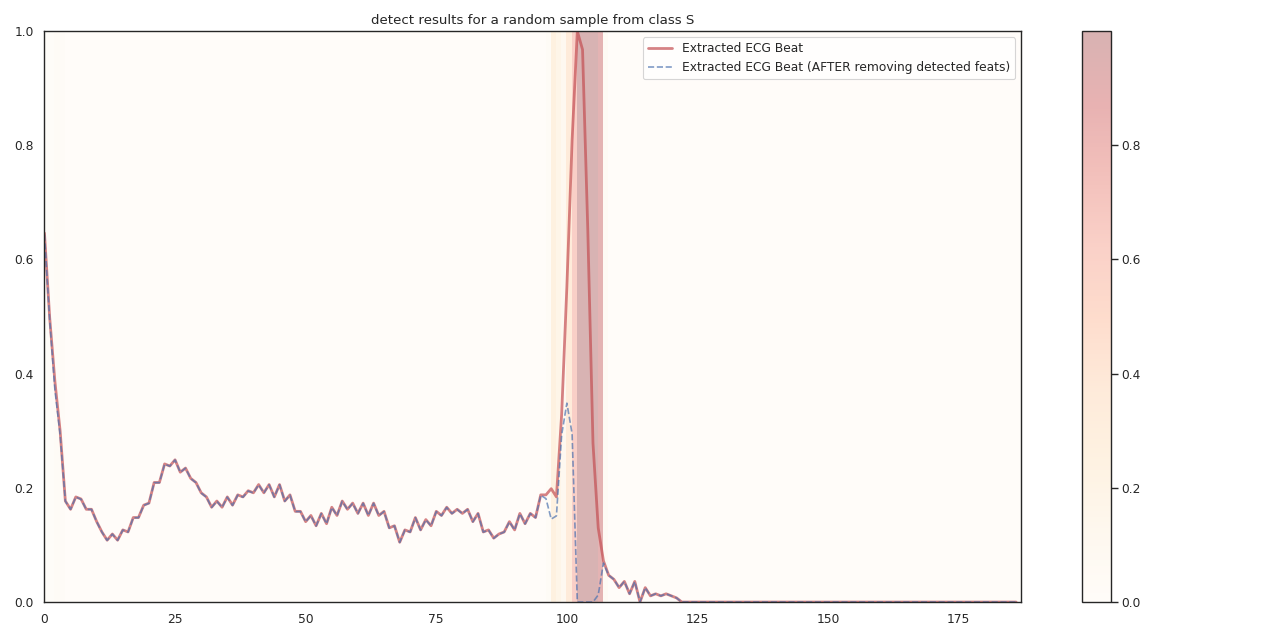 detect results for a random sample from class S
Extracted ECG Beat
Extracted ECG Beat (AFTER removing detected feats)
1.0
0.8
0.6
0.4
0.2
0.0
0 25 50 75 100 125 150 175
0.8
0.6
0.4
0.2
0.0